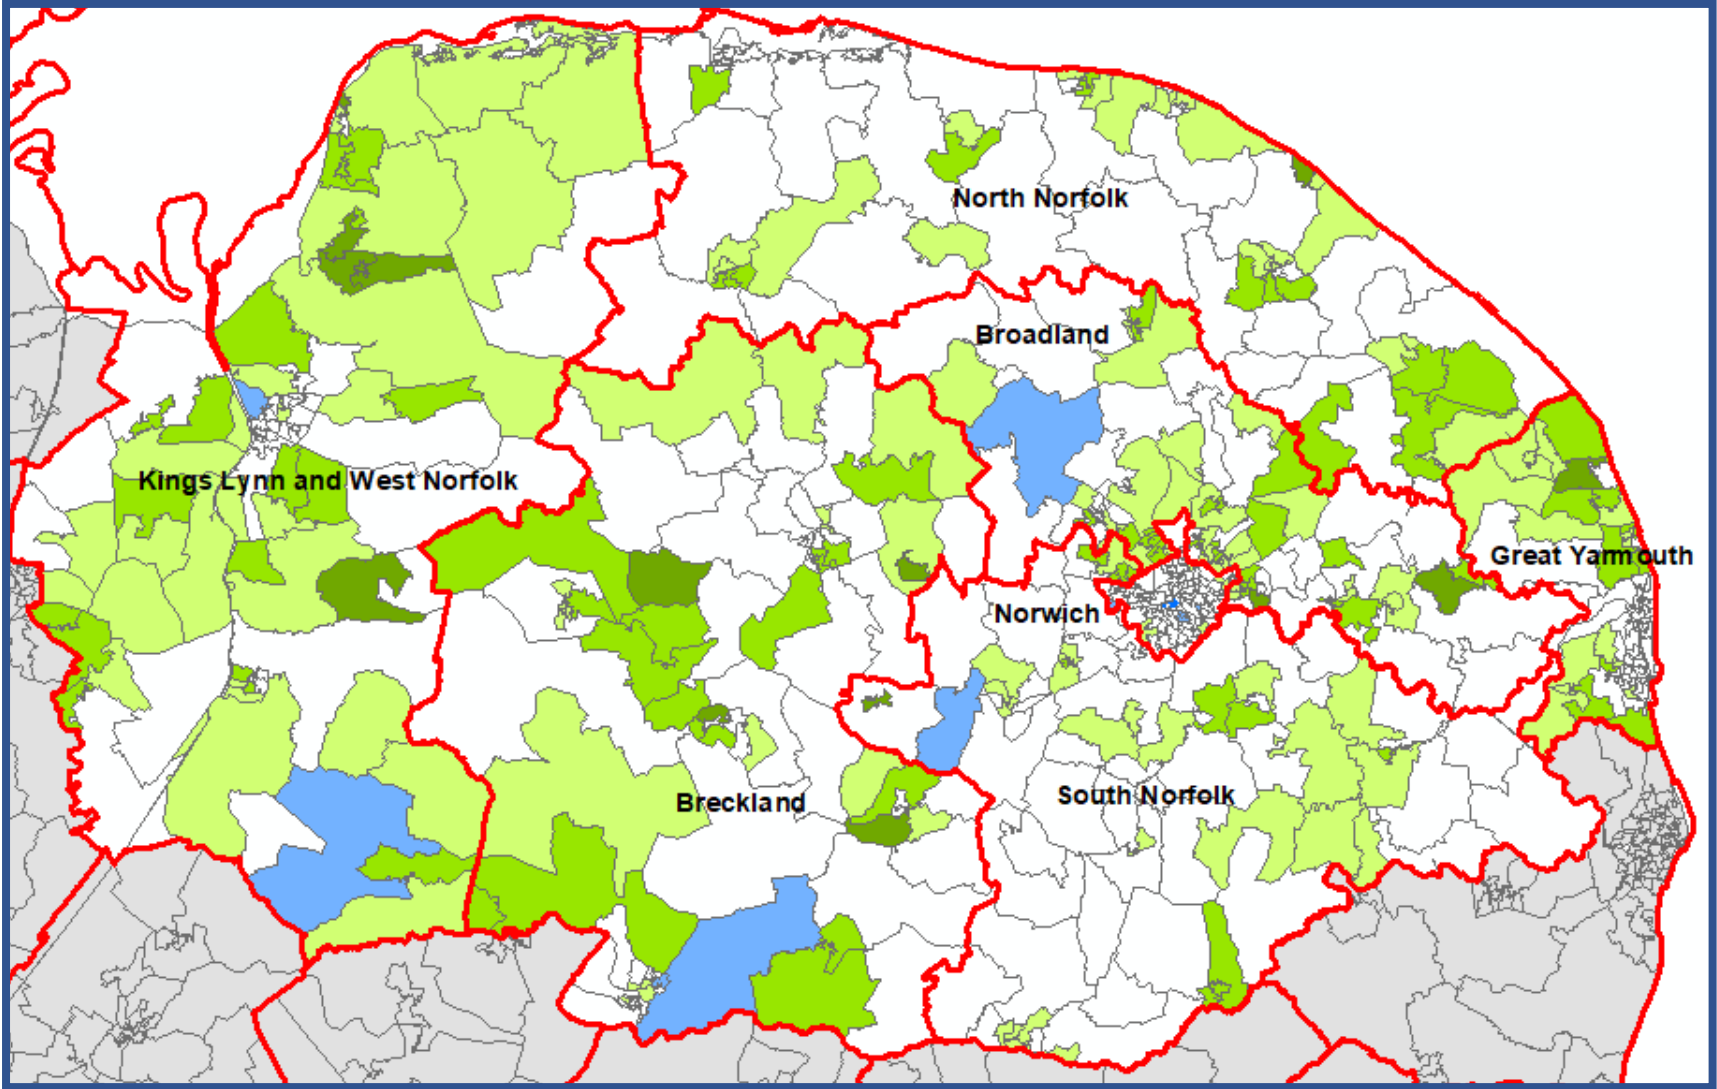 North Norfolk
Broadland
Kings Lynn and West Norfolk
Great Yarmouth
Norwich
Breckland
South Norfolk